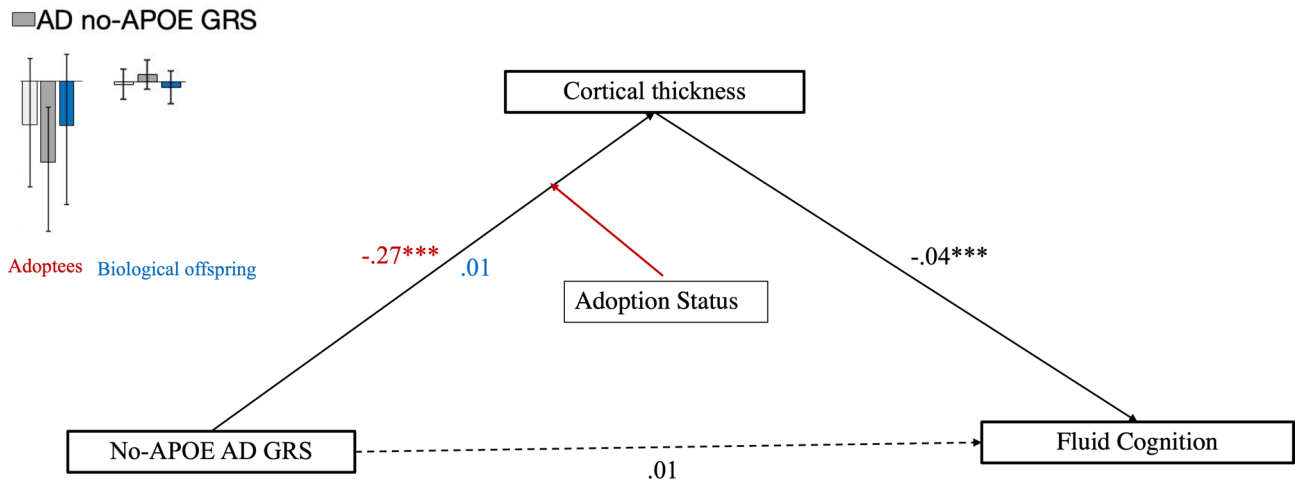 AD no-APOE GRS
Cortical thickness
Adoptees
Biological offspring
-.27***
.01
-.04***
Adoption Status
No-APOE AD GRS
Fluid Cognition
.01